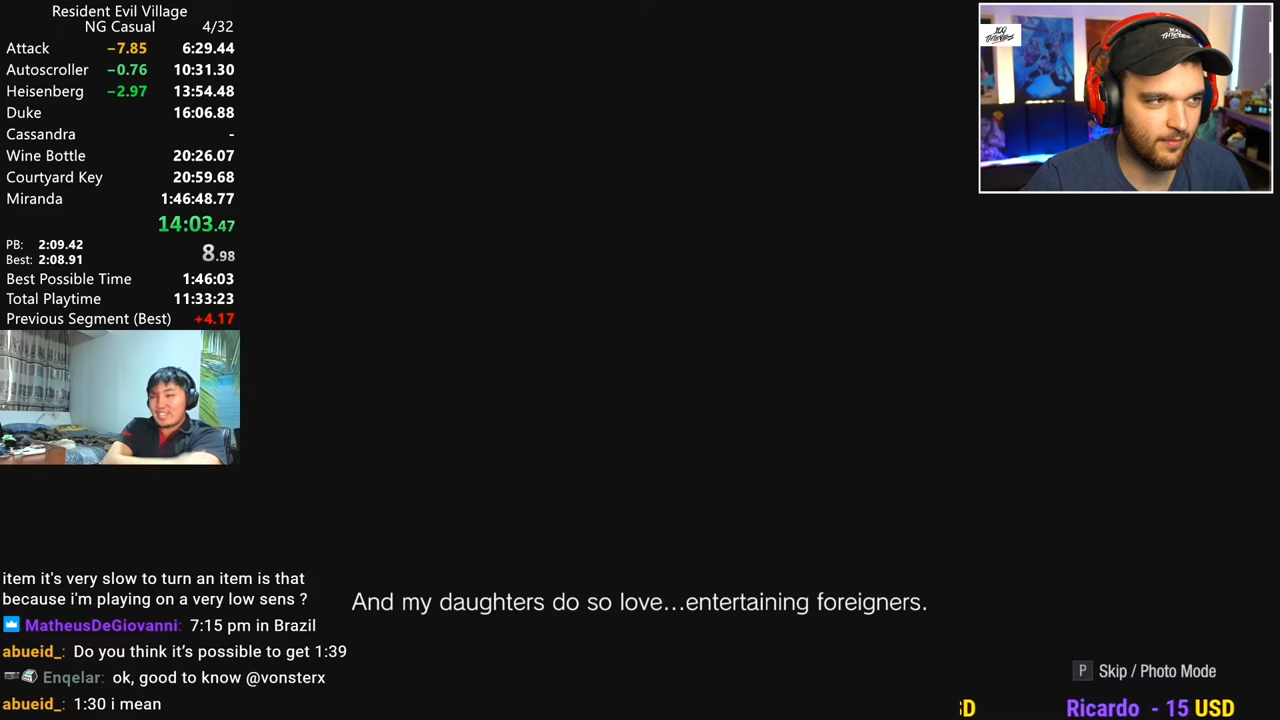 Resident Evil Village
NG Casual 4/32
Attack −7.85 6:29.44
Autoscroller −0.76 10:31.30
Heisenberg −2.97 13:54.48
Duke 16:06.88
Cassandra -
Wine Bottle 20:26.07
Courtyard Key 20:59.68
Miranda 1:46:48.77
14:03.47
PB: 2:09.42
Best: 2:08.91
8.98
Best Possible Time 1:46:03
Total Playtime 11:33:23
Previous Segment (Best) +4.17
100
THIEVES
item it's very slow to turn an item is that
because i'm playing on a very low sens ?
MatheusDeGiovanni: 7:15 pm in Brazil
abueid_: Do you think it’s possible to get 1:39
Enqelar: ok, good to know @vonsterx
abueid_: 1:30 i mean
And my daughters do so love...entertaining foreigners.
P Skip / Photo Mode
SD Ricardo - 15 USD